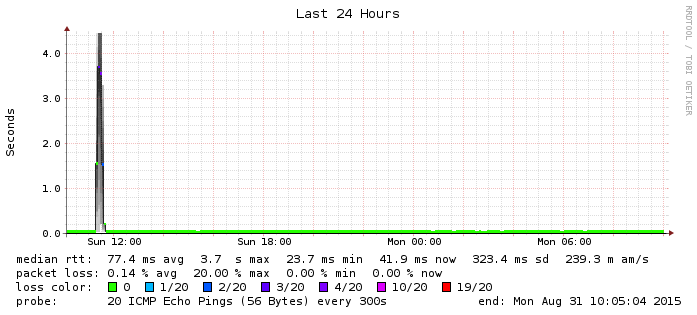 Last 24 Hours
RRDTOOL / TOBI OETIKER
Seconds
4.0
3.0
2.0
1.0
0.0
Sun 12:00 Sun 18:00 Mon 00:00 Mon 06:00
median rtt: 77.4 ms avg 3.7 s max 23.7 ms min 41.9 ms now 323.4 ms sd 239.3 m am/s
packet loss: 0.14 % avg 20.00 % max 0.00 % min 0.00 % now
loss color: 0 1/20 2/20 3/20 4/20 10/20 19/20
probe: 20 ICMP Echo Pings (56 Bytes) every 300s end: Mon Aug 31 10:05:04 2015